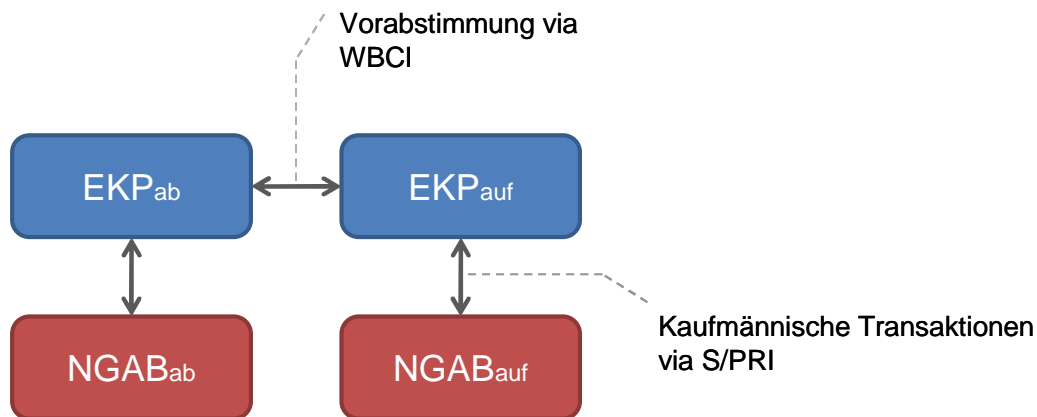 Vorabstimmung via
WBCI
EKPab
EKPauf
NGABab
NGABauf
Kaufmännische Transaktionen
via S/PRI